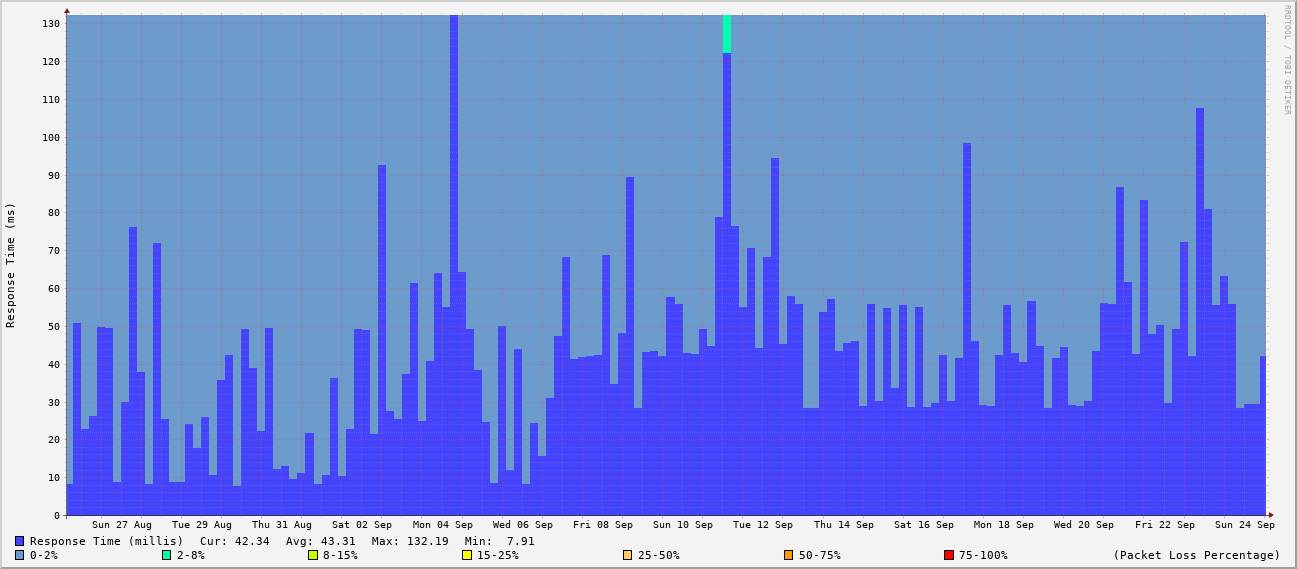 RRDTOOL / TOBI OETIKER
Response Time (ms)
130
120
110
100
90
80
70
60
50
40
30
20
10
0
Sun 27 Aug Tue 29 Aug Thu 31 Aug Sat 02 Sep Mon 04 Sep Wed 06 Sep Fri 08 Sep Sun 10 Sep Tue 12 Sep Thu 14 Sep Sat 16 Sep Mon 18 Sep Wed 20 Sep Fri 22 Sep Sun 24 Sep
Response Time (millis) Cur: 42.34 Avg: 43.31 Max: 132.19 Min: 7.91
0-2% 2-8% 8-15% 15-25% 25-50% 50-75% 75-100% (Packet Loss Percentage)